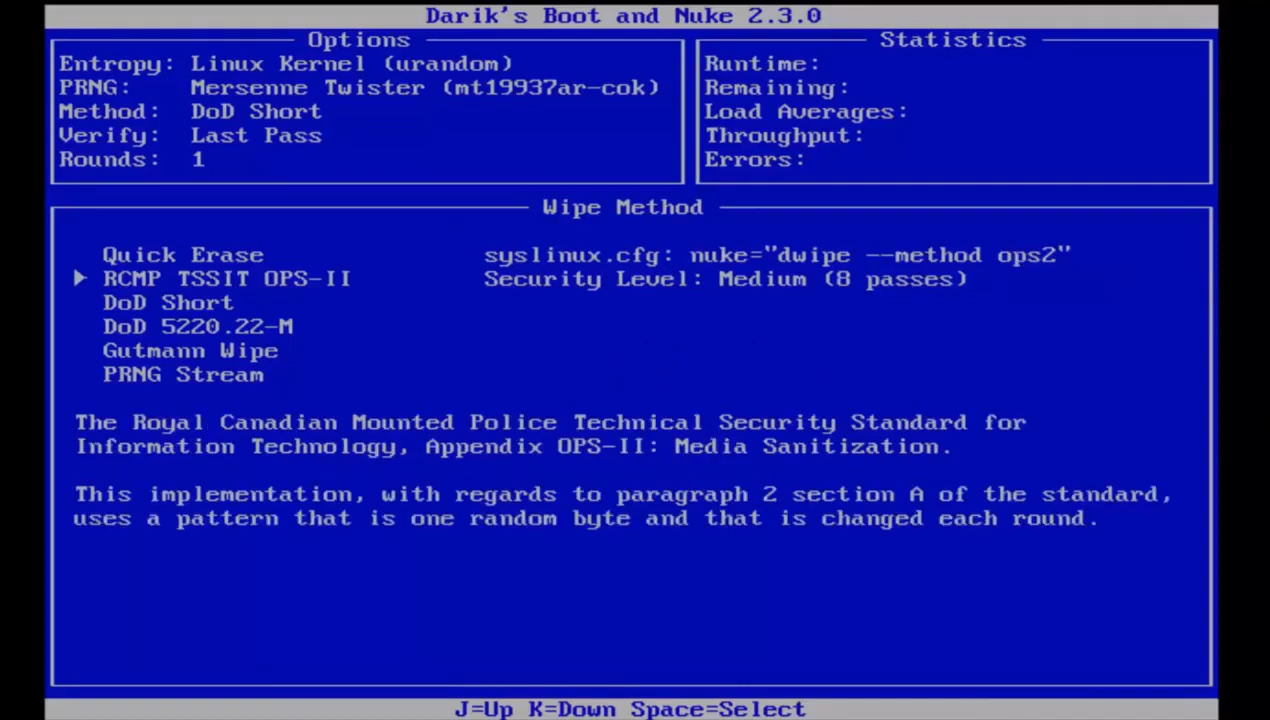 Darik's Boot and Nuke 2.3.0
Options
Entropy: Linux Kernel (urandom)
PRNG: Mersenne Twister (mt19937ar-cok)
Method: DoD Short
Verify: Last Pass
Rounds: 1
Statistics
Runtime:
Remaining:
Load Averages:
Throughput:
Errors:
Wipe Method
Quick Erase syslinux.cfg: nuke="dwipe --method ops2"
RCMP TSSIT OPS-II Security Level: Medium (8 passes)
DoD Short
DoD 5220.22-M
Gutmann Wipe
PRNG Stream
The Royal Canadian Mounted Police Technical Security Standard for
Information Technology, Appendix OPS-II: Media Sanitization.
This implementation, with regards to paragraph 2 section A of the standard,
uses a pattern that is one random byte and that is changed each round.
J=Up K=Down Space=Select